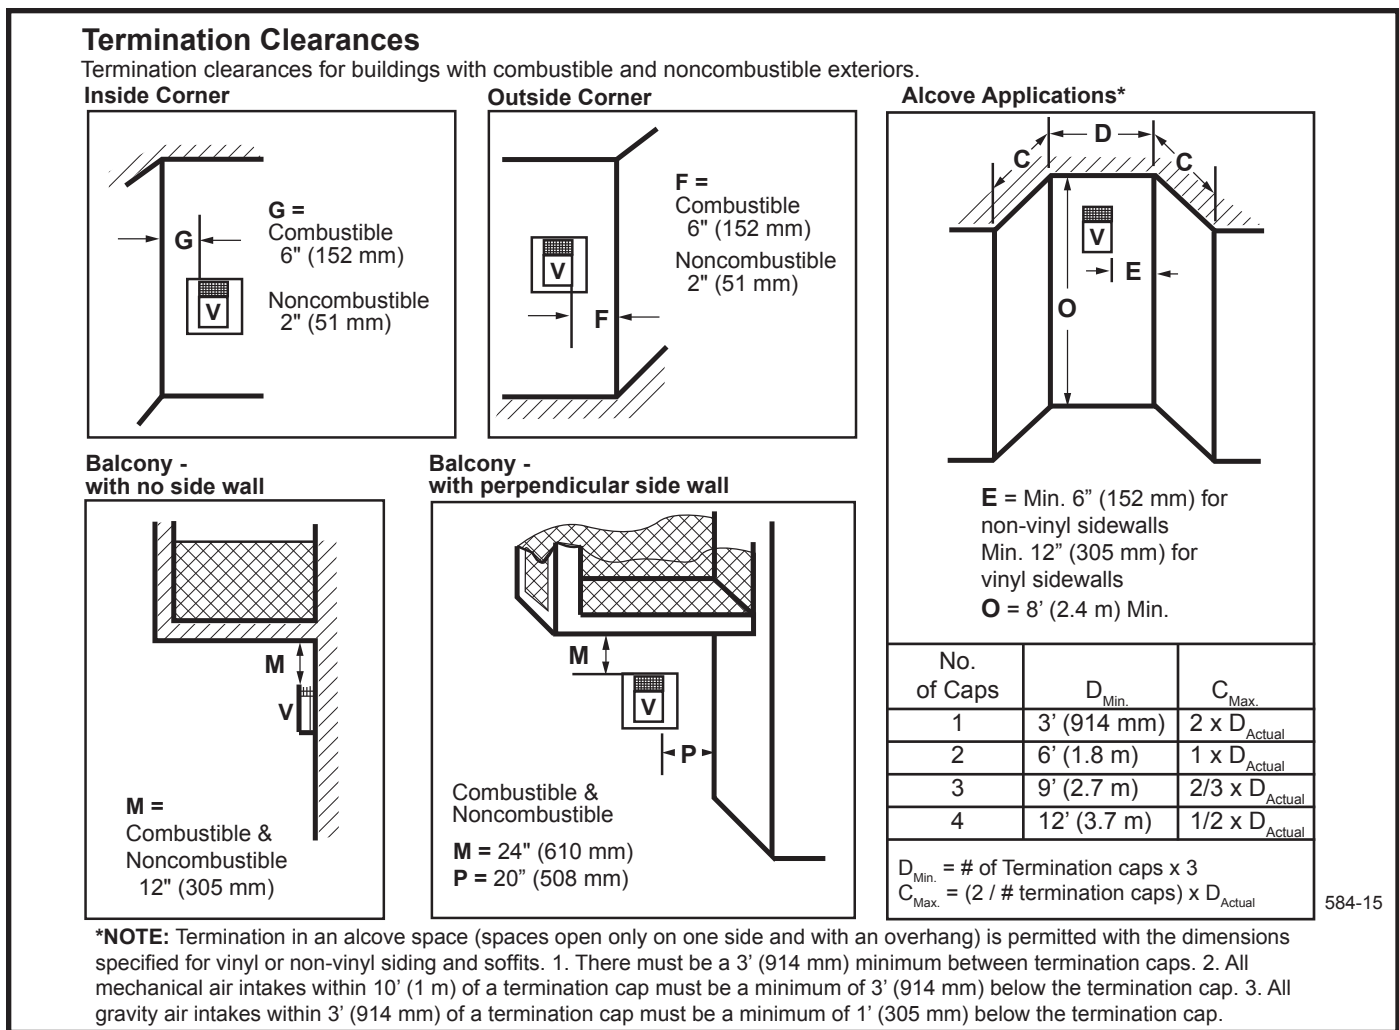 Termination Clearances
Termination clearances for buildings with combustible and noncombustible exteriors.
Inside Corner
G
V
G =
Combustible
6" (152 mm)
Noncombustible
2" (51 mm)
Outside Corner
V
F
F =
Combustible
6" (152 mm)
Noncombustible
2" (51 mm)
Alcove Applications*
D
C
C
V
E
O
E = Min. 6” (152 mm) for
non-vinyl sidewalls
Min. 12” (305 mm) for
vinyl sidewalls
O = 8’ (2.4 m) Min.
No.
of Caps D Min. C Max.
1 3’ (914 mm) 2 x D Actual
2 6’ (1.8 m) 1 x D Actual
3 9’ (2.7 m) 2/3 x D Actual
4 12’ (3.7 m) 1/2 x D Actual
D Min. = # of Termination caps x 3
C Max. = (2 / # termination caps) x D Actual
Balcony -
with no side wall
M
V
M =
Combustible &
Noncombustible
12" (305 mm)
Balcony -
with perpendicular side wall
M
V
P
Combustible &
Noncombustible
M = 24" (610 mm)
P = 20” (508 mm)
584-15
*NOTE: Termination in an alcove space (spaces open only on one side and with an overhang) is permitted with the dimensions
specified for vinyl or non-vinyl siding and soffits. 1. There must be a 3’ (914 mm) minimum between termination caps. 2. All
mechanical air intakes within 10’ (1 m) of a termination cap must be a minimum of 3’ (914 mm) below the termination cap. 3. All
gravity air intakes within 3’ (914 mm) of a termination cap must be a minimum of 1’ (305 mm) below the termination cap.